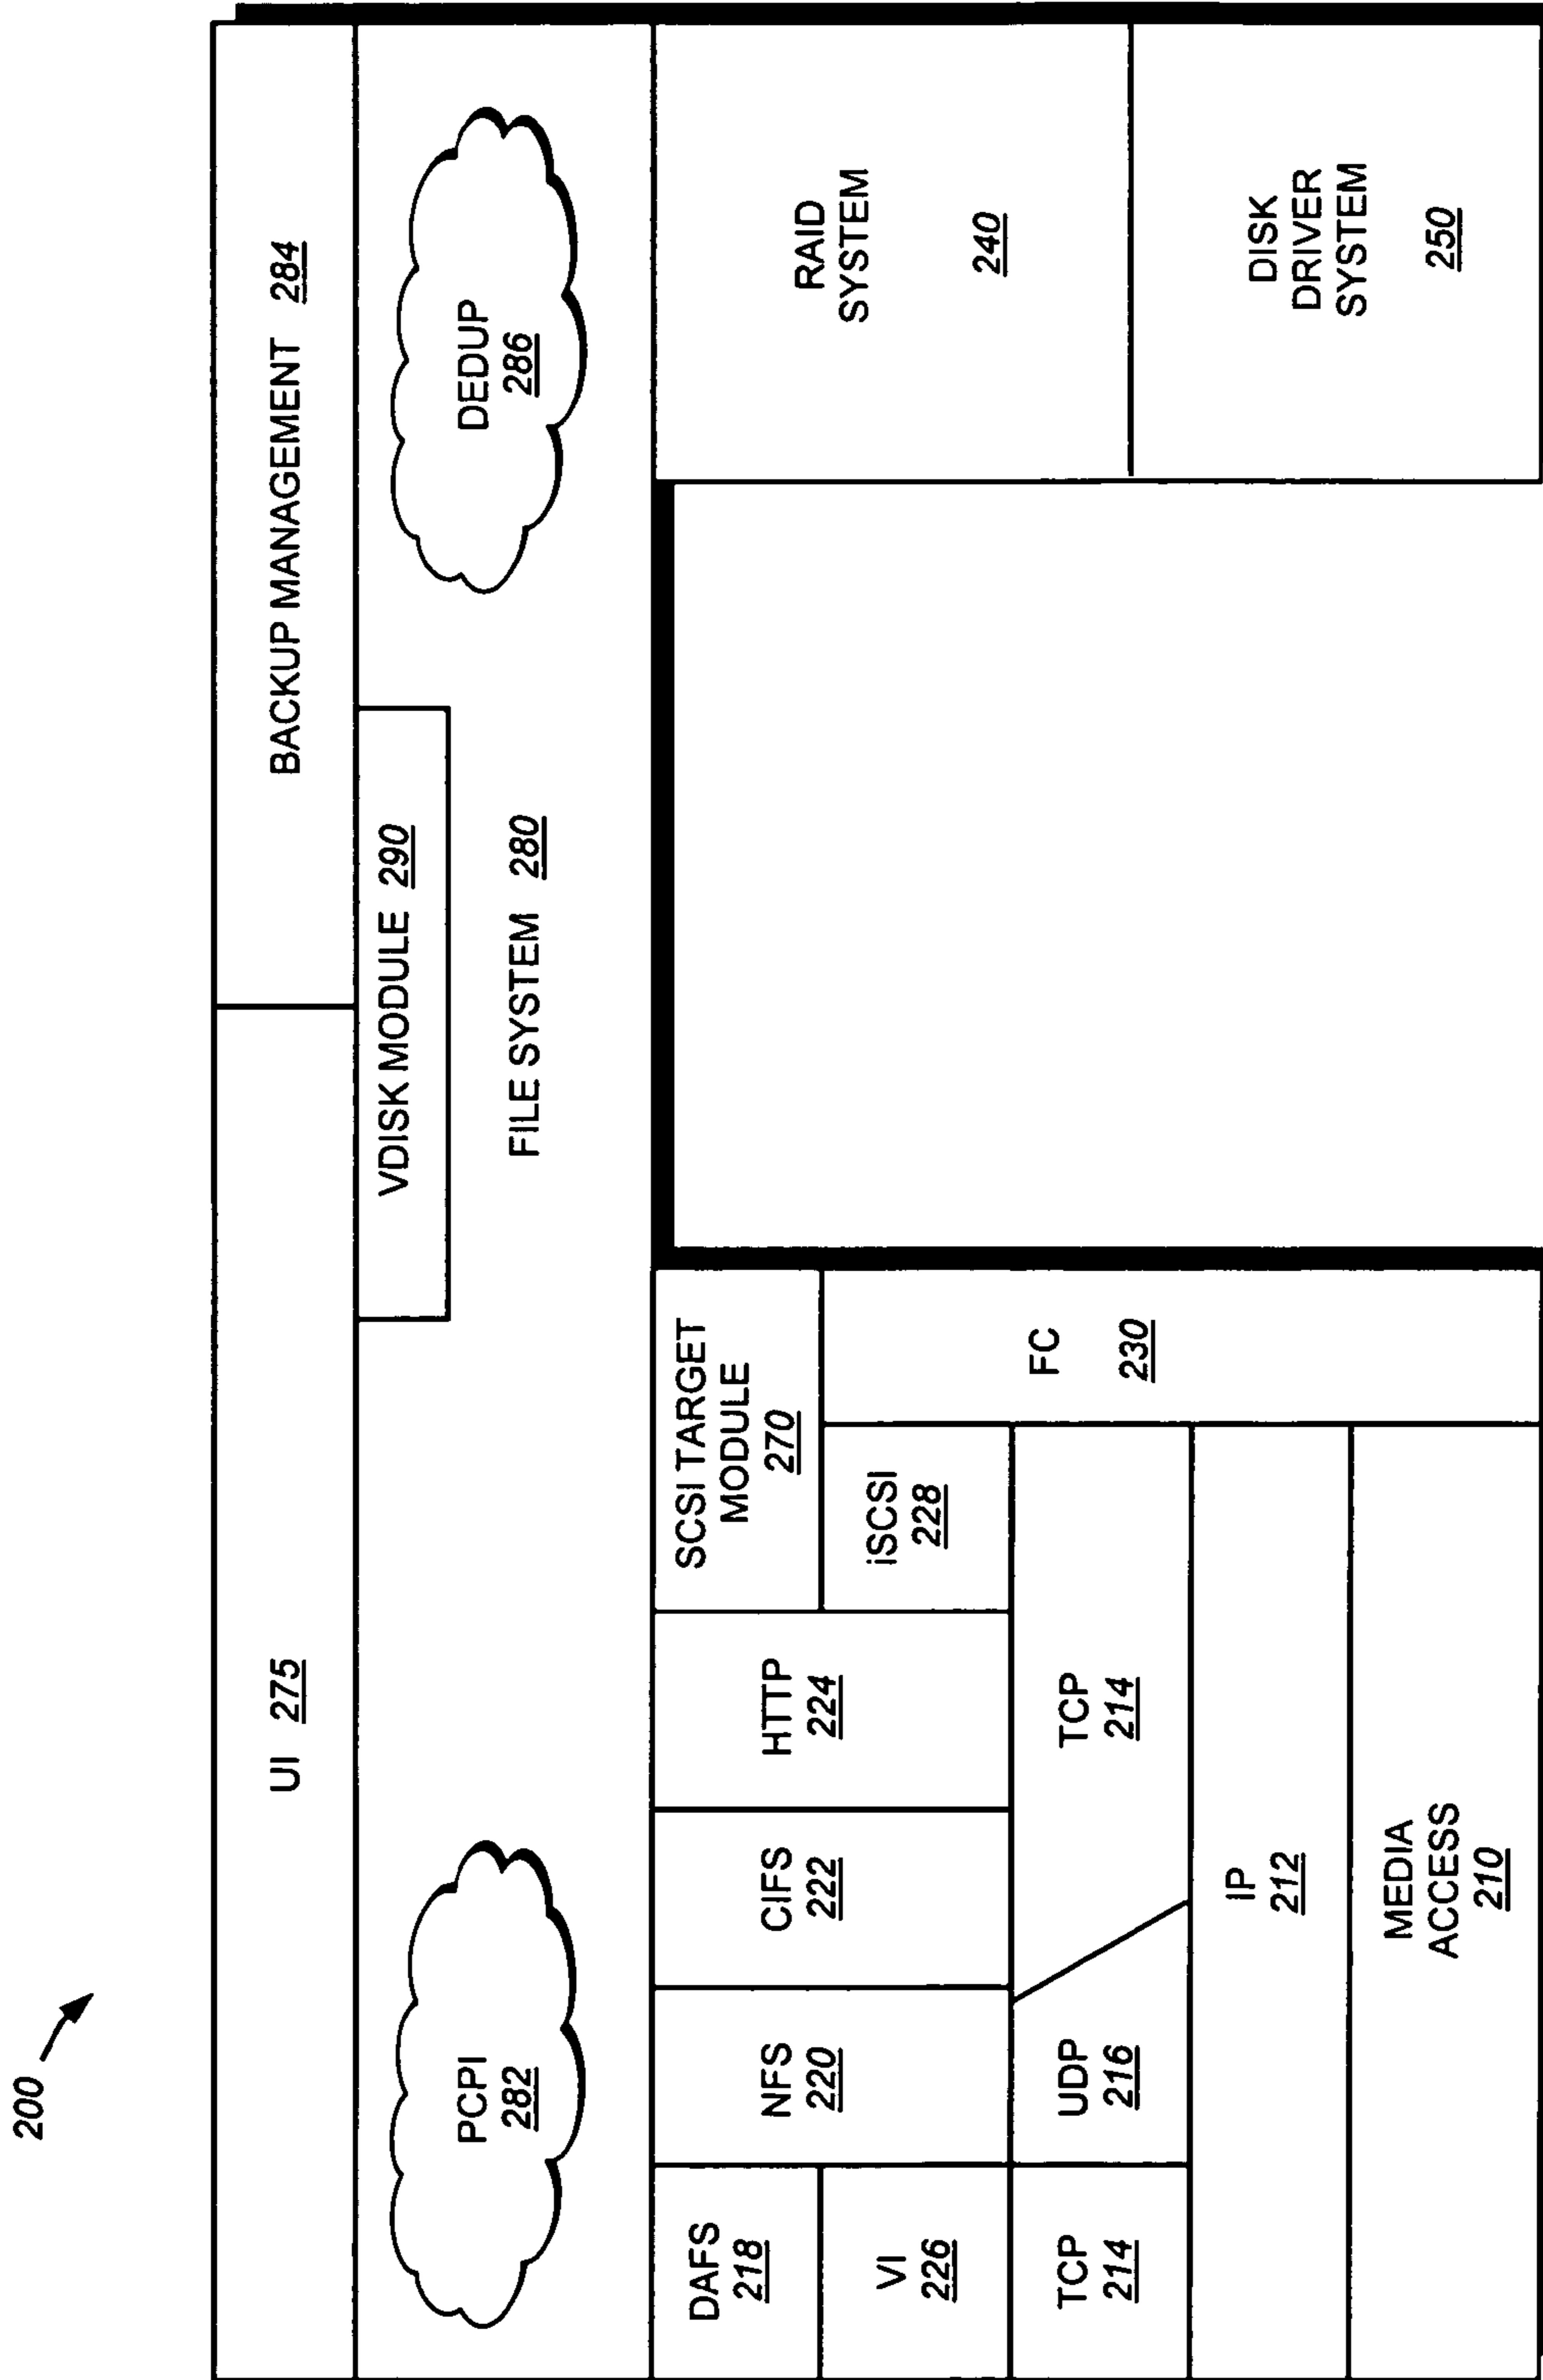 200
UI 275
BACKUP MANAGEMENT 284
PCPI
282
VDISK MODULE 290
FILE SYSTEM 280
DEDUP
286
DAFS
218
VI
226
TCP
214
NFS
220
UDP
216
CIFS
222
HTTP
224
TCP
214
SCSI TARGET
MODULE
270
iSCSI
228
FC
230
IP
212
MEDIA
ACCESS
210
RAID
SYSTEM
240
DISK
DRIVER
SYSTEM
250